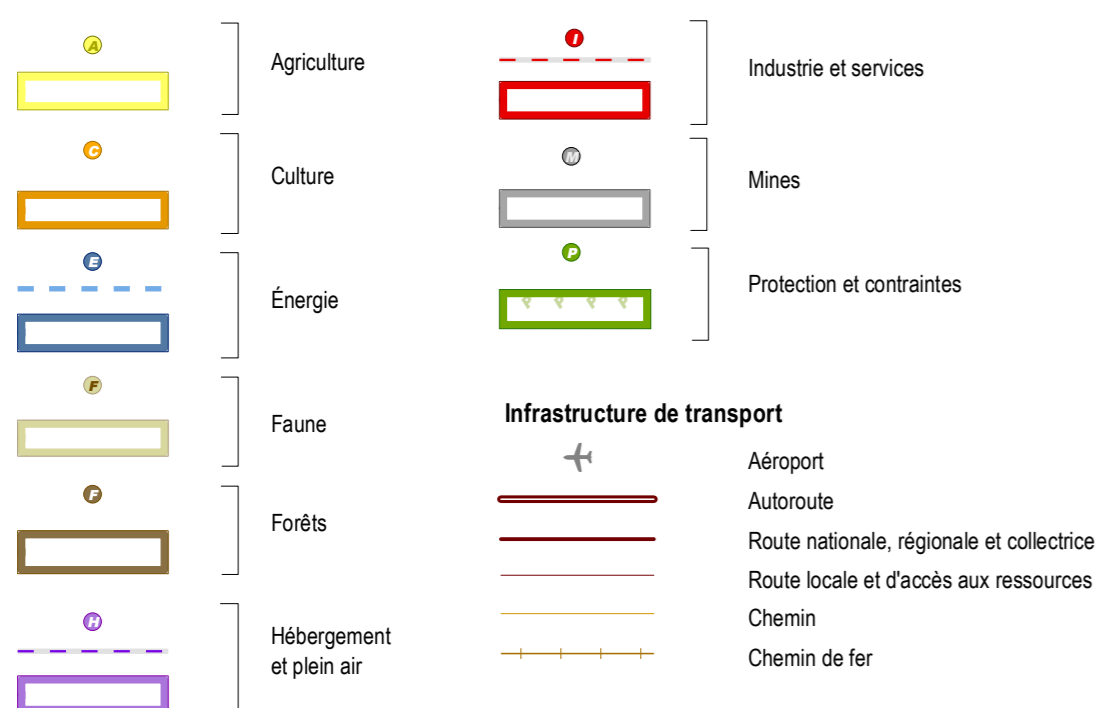 A
Agriculture
C
Culture
E
Énergie
F
Faune
F
Forêts
H
Hébergement
et plein air
I
Industrie et services
M
Mines
P
Protection et contraintes
P P P P
Infrastructure de transport
Aéroport
Autoroute
Route nationale, régionale et collectrice
Route locale et d'accès aux ressources
Chemin
Chemin de fer